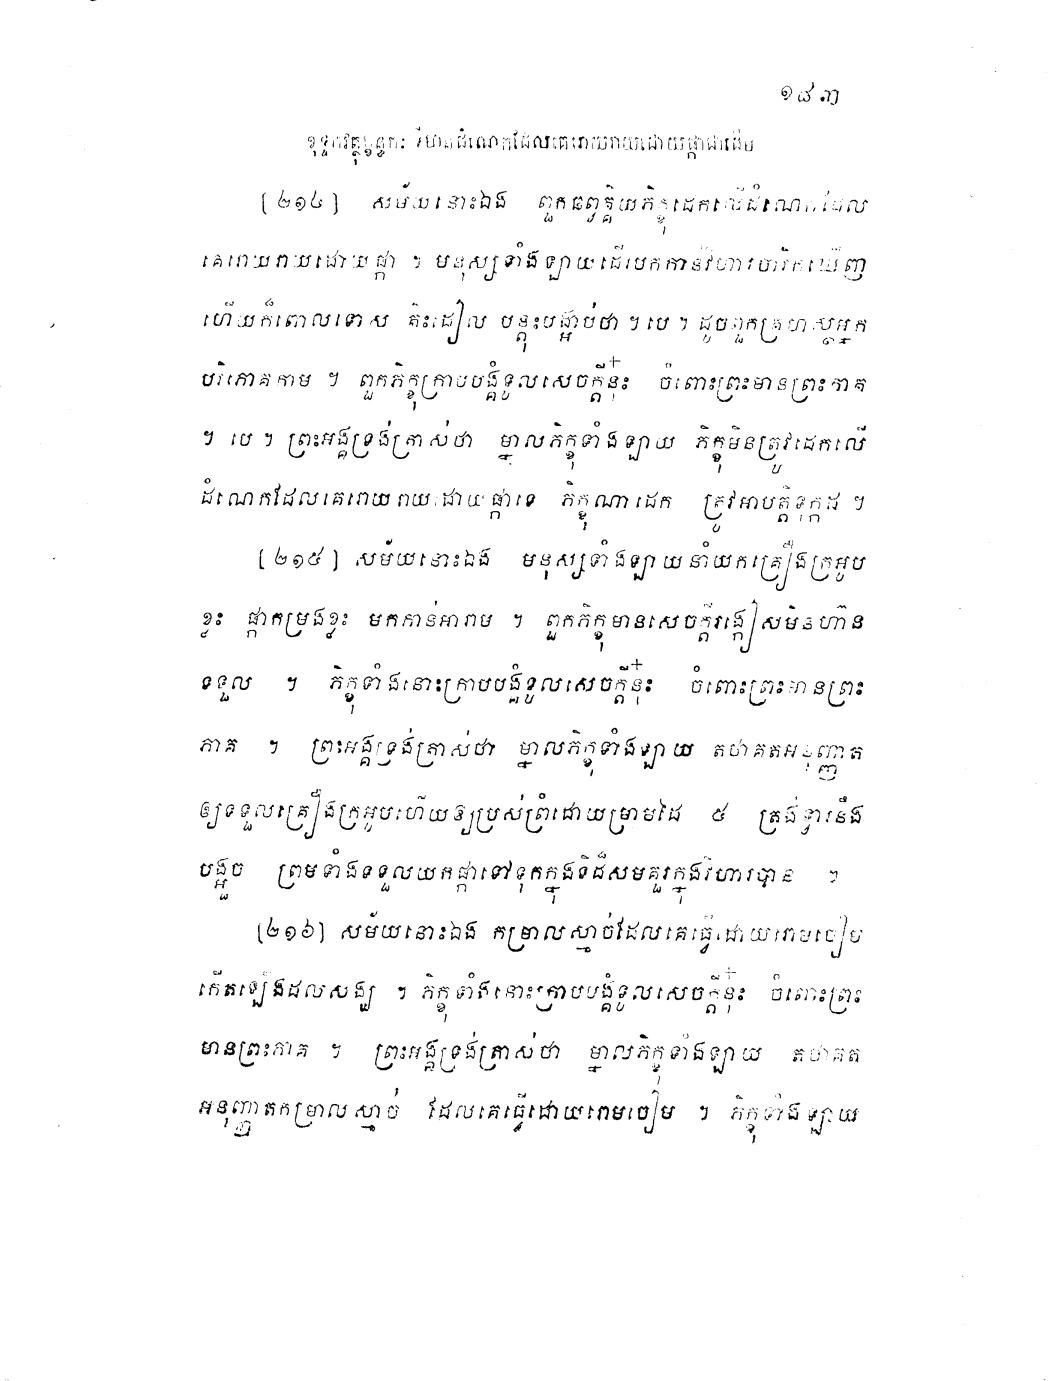 ១៨៣
ខុទ្ទកវត្ថុខ្ទន្ធកៈ ដំណេកដែលគេរោយរាយដោយផ្កាជាដើម
[២១៤] សម័យនោះឯង ពួកឆព្វគ្គិយភិក្ខុដេកលើដំណេកដែល
គេរោយរាយដោយផ្កា ។ មនុស្សទាំងឡាយដើរមកកាន់វិហារចារិកឃើញ
ហើយក៏ពោលទោស តិះដៀល បន្តុះបង្អាប់ថា ។ បេ ។ ដូចពួកគ្រហស្ថអ្នក
បរិភោគកាម ។ ពួកភិក្ខុក្រាបបង្គំទូលសេចក្តីនុ៎ះ ចំពោះព្រះមានព្រះភាគ
។ បេ ។ ព្រះអង្គទ្រង់ត្រាស់ថា ម្នាលភិក្ខុទាំងឡាយ ភិក្ខុមិនត្រូវដេកលើ
ដំណេកដែលគេរោយរាយដោយផ្កាទេ ភិក្ខុណាដេក ត្រូវអាបត្តិទុក្កដ ។
[២១៥] សម័យនោះឯង មនុស្សទាំងឡាយនាំយកគ្រឿងក្រអូប
ខ្លះ ផ្កាកម្រងខ្លះ មកកាន់អារាម ។ ពួកភិក្ខុមានសេចក្តីរង្កៀសមិនហ៊ាន
ទទួល ។ ភិក្ខុទាំងនោះក្រាបបង្គំទូលសេចក្តីនុ៎ះ ចំពោះព្រះមានព្រះ
ភាគ ។ ព្រះអង្គទ្រង់ត្រាស់ថា ម្នាលភិក្ខុទាំងឡាយ តថាគតអនុញ្ញាត
ឲ្យទទួលគ្រឿងក្រអូបហើយឲ្យប្រស់ព្រំដោយម្រាមដៃ ៥ ត្រង់ទ្វារនឹង
បង្អួច ព្រមទាំងទទួលយកផ្កាទៅទុកក្នុងទីដ៏សមគួរក្នុងវិហារបាន ។
[២១៦] សម័យនោះឯង កម្រាលស្មាច់ដែលគេធ្វើដោយរោមចៀម
កើតឡើងដល់សង្ឃ ។ ភិក្ខុទាំងនោះក្រាបបង្គំទូលសេចក្តីនុ៎ះ ចំពោះព្រះ
មានព្រះភាគ ។ ព្រះអង្គទ្រង់ត្រាស់ថា ម្នាលភិក្ខុទាំងឡាយ តថាគត
អនុញ្ញាតកម្រាលស្មាច់ ដែលគេធ្វើដោយរោមចៀម ។ ភិក្ខុទាំងឡាយ